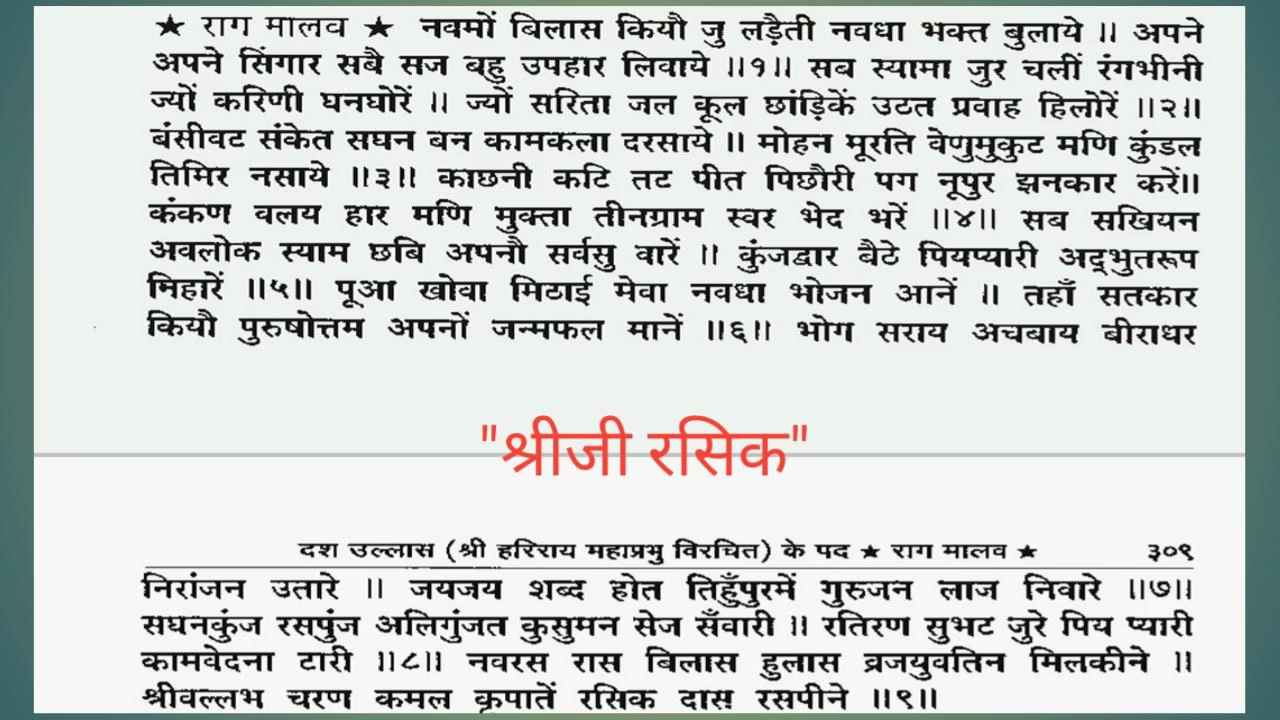 ★ राग मालव ★ नवमों बिलास कियौ जु लड़ैती नवधा भक्त बुलाये ।। अपने
अपने सिंगार सबै सज बहु उपहार लिवाये ।।१।। सब स्यामा जुर चलीं रंगभीनी
ज्यों करिणी घनघोरें ।। ज्यों सरिता जल कूल छांड़िकें उटत प्रवाह हिलोरें ।।२।।
बंसीवट संकेत सघन बन कामकला दरसाये ।। मोहन मूरति वेणुमुकुट मणि कुंडल
तिमिर नसाये ।।३।। काछनी कटि तट पीत पिछौरी पग नूपुर झनकार करें।।
कंकण वलय हार मणि मुक्ता तीनग्राम स्वर भेद भरें ।।४।। सब सखियन
अवलोक स्याम छबि अपनौ सर्वसु वारें ।। कुंजद्वार बैठे पियप्यारी अद्भुतरूप
मिहारें ।।५।। पूआ खोवा मिठाई मेवा नवधा भोजन आनें ।। तहाँ सतकार
कियौ पुरुषोत्तम अपनों जन्मफल मानें ।।६।। भोग सराय अचबाय बीराधर
"श्रीजी रसिक"
दश उल्लास (श्री हरिराय महाप्रभु विरचित) के पद ★ राग मालव ★ ३०९
निरांजन उतारे ।। जयजय शब्द होत तिहुँपुरमें गुरुजन लाज निवारे ।।७।।
सघनकुंज रसपुंज अलिगुंजत कुसुमन सेज सँवारी ।। रतिरण सुभट जुरे पिय प्यारी
कामवेदना टारी ।।८।। नवरस रास बिलास हुलास व्रजयुवतिन मिलकीने ।।
श्रीवल्लभ चरण कमल कृपातें रसिक दास रसपीने ।।९।।